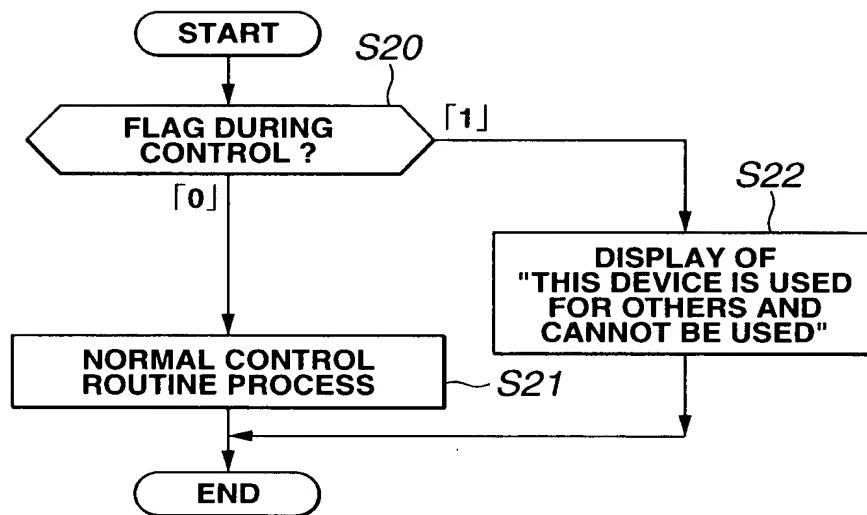 START
S20
FLAG DURING
CONTROL ?
「1」
「0」
S22
DISPLAY OF
"THIS DEVICE IS USED
FOR OTHERS AND
CANNOT BE USED"
NORMAL CONTROL
ROUTINE PROCESS
S21
END